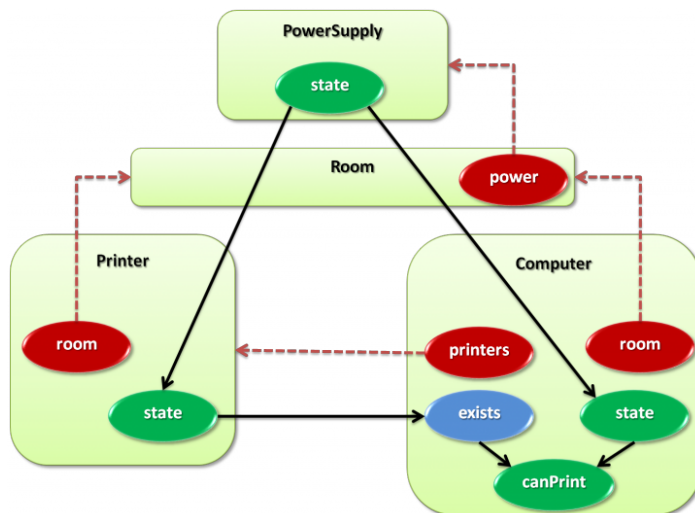 PowerSupply
state
Room
power
Printer
Computer
room
printers
room
state
exists
state
canPrint